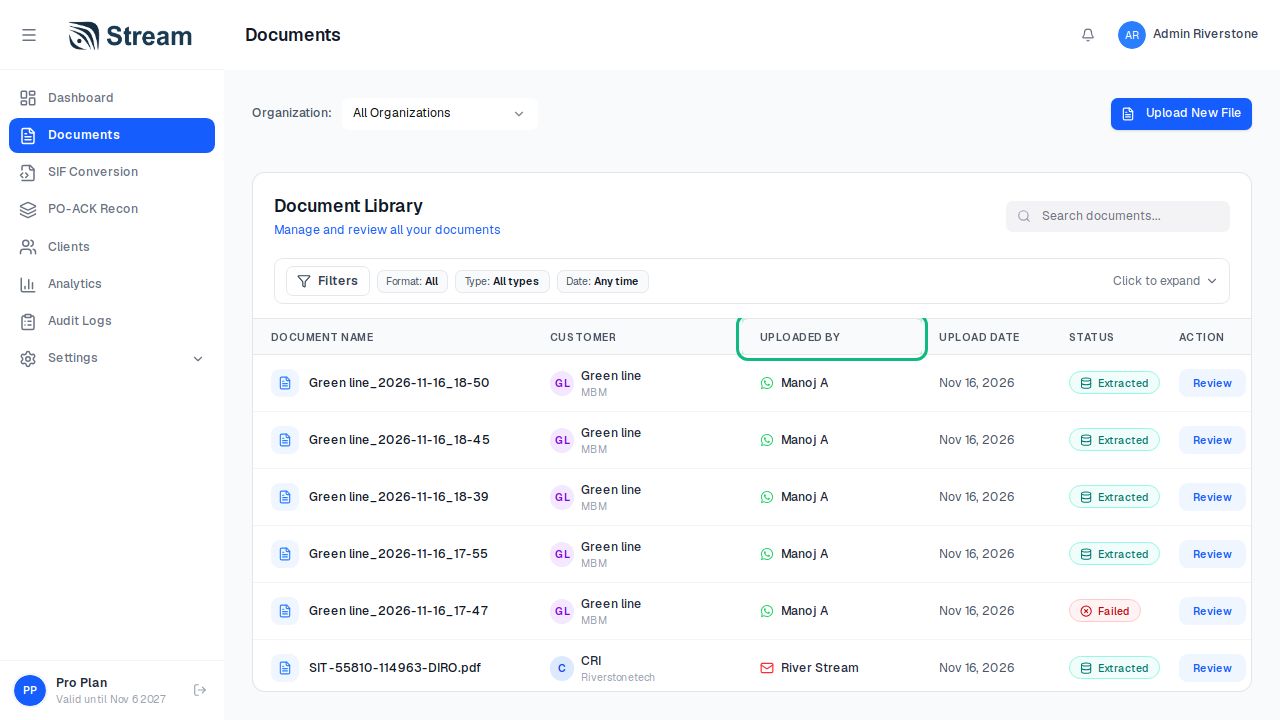 Stream
Documents
AR
Admin Riverstone
Dashboard
Documents
SIF Conversion
PO-ACK Recon
Clients
Analytics
Audit Logs
Settings
PP
Pro Plan
Valid until Nov 6 2027
Organization:
All Organizations
Upload New File
Document Library
Manage and review all your documents
Search documents...
Filters
Format: All
Type: All types
Date: Any time
Click to expand
DOCUMENT NAME CUSTOMER UPLOADED BY UPLOAD DATE STATUS ACTION
Green line_2026-11-16_18-50 GL Green line Manoj A Nov 16, 2026 Extracted Review
MBM
Green line_2026-11-16_18-45 GL Green line Manoj A Nov 16, 2026 Extracted Review
MBM
Green line_2026-11-16_18-39 GL Green line Manoj A Nov 16, 2026 Extracted Review
MBM
Green line_2026-11-16_17-55 GL Green line Manoj A Nov 16, 2026 Extracted Review
MBM
Green line_2026-11-16_17-47 GL Green line Manoj A Nov 16, 2026 Failed Review
MBM
SIT-55810-114963-DIRO.pdf C CRI River Stream Nov 16, 2026 Extracted Review
Riverstonetech